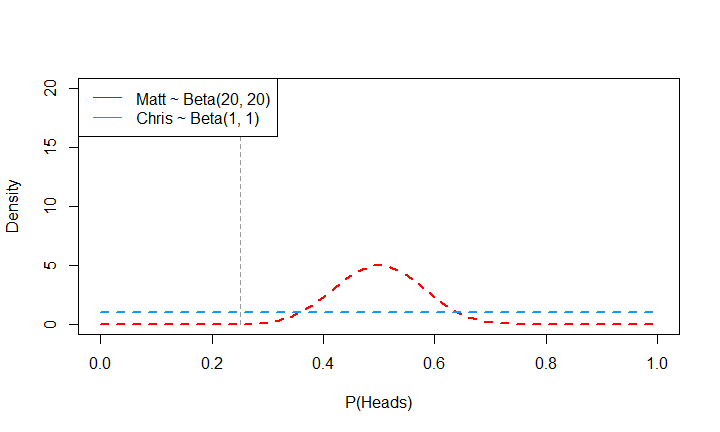 Matt ~ Beta(20, 20)
Chris ~ Beta(1, 1)
Density
20
15
10
5
0
0.0 0.2 0.4 0.6 0.8 1.0
P(Heads)